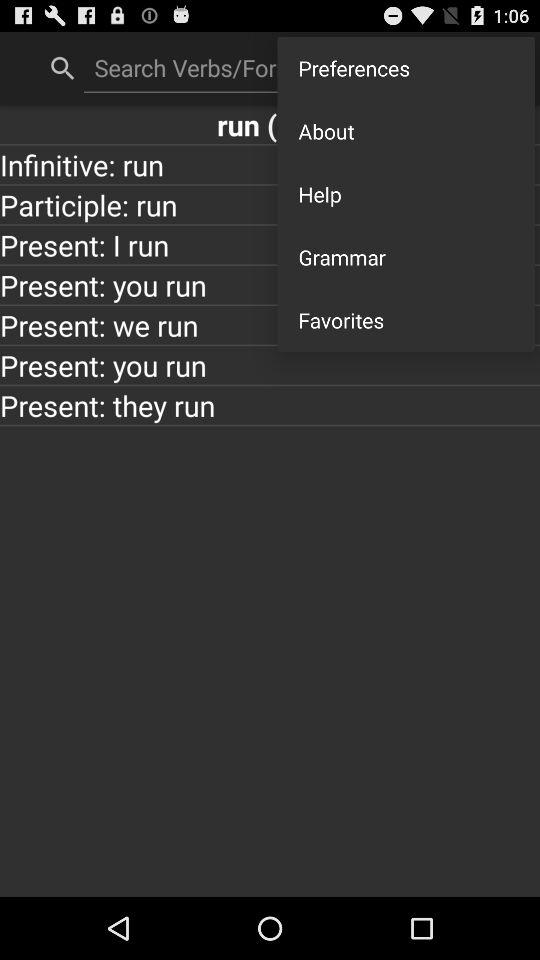 1:06
Search Verbs/For
run (
Infinitive: run
Participle: run
Present: I run
Present: you run
Present: we run
Present: you run
Present: they run
Preferences
About
Help
Grammar
Favorites